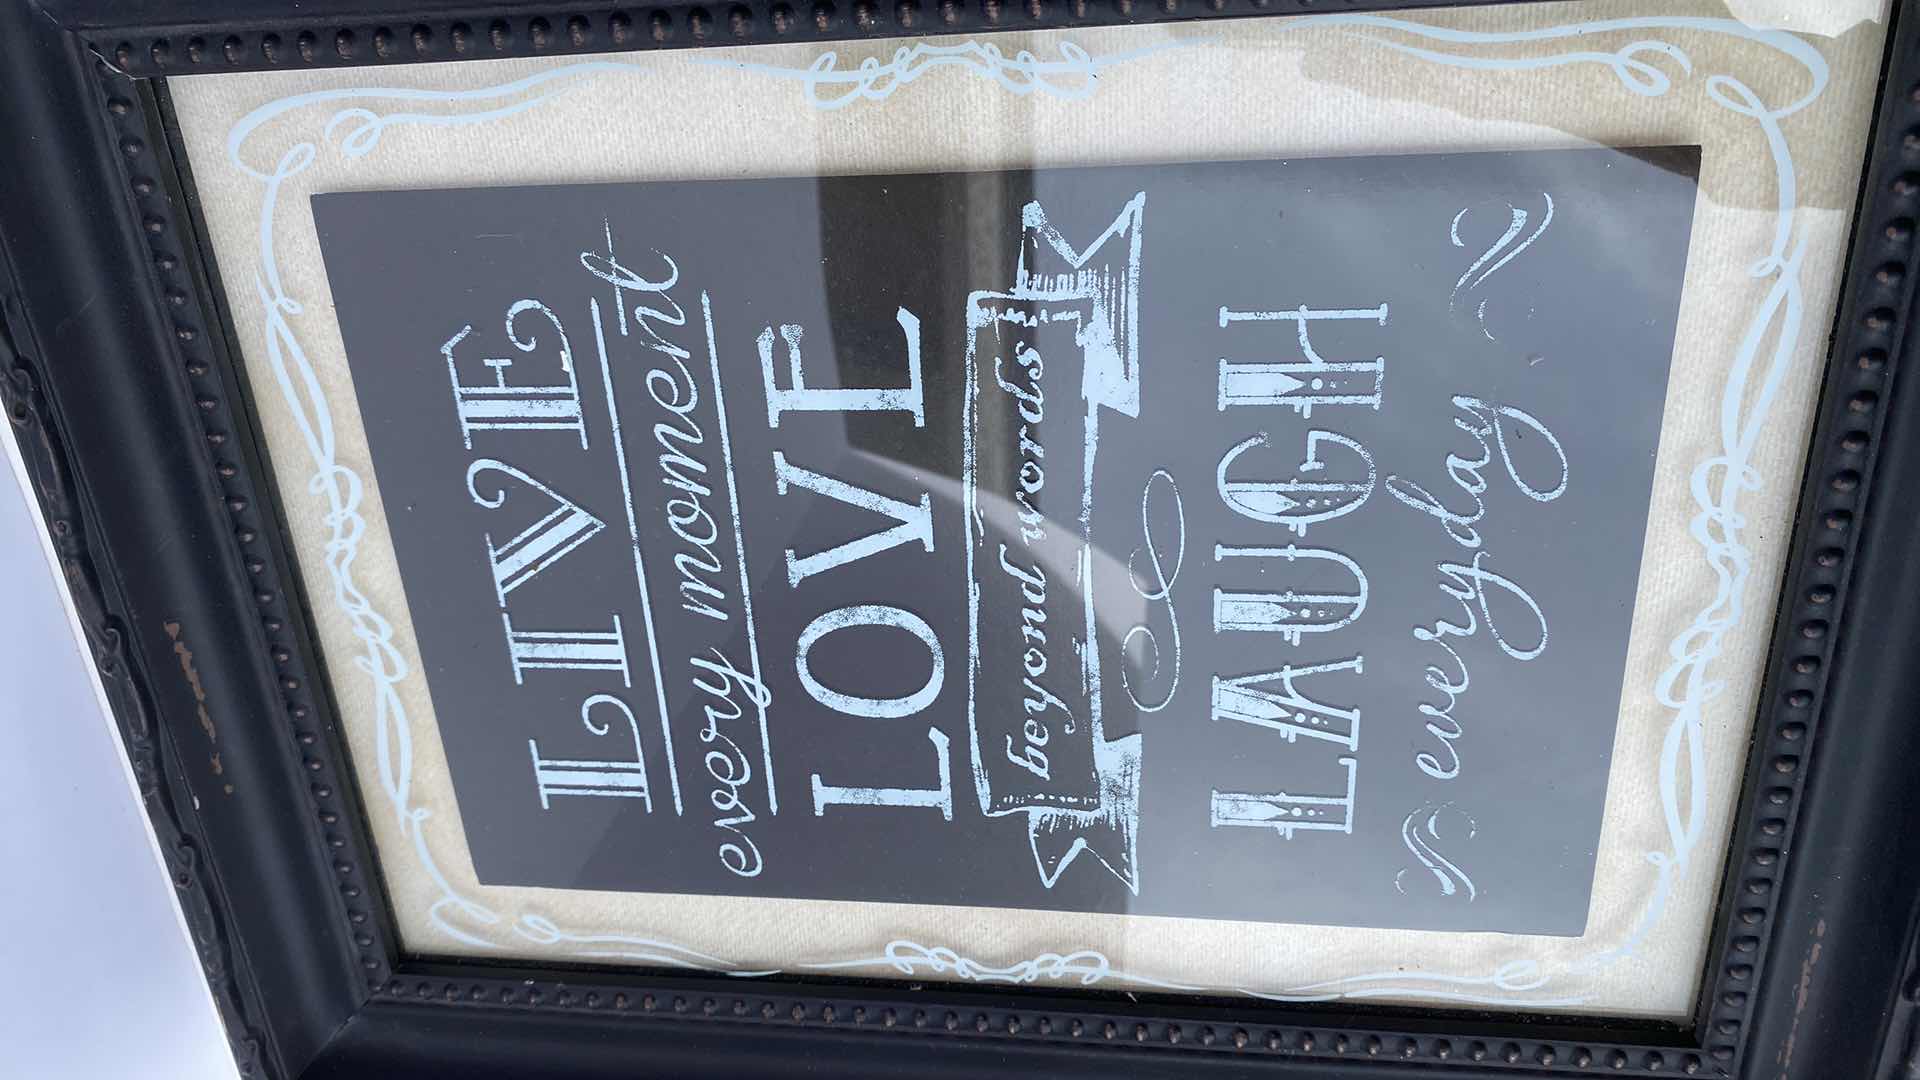 LIVE
every moment
LOVE
beyond words
&
LAUGH
everyday